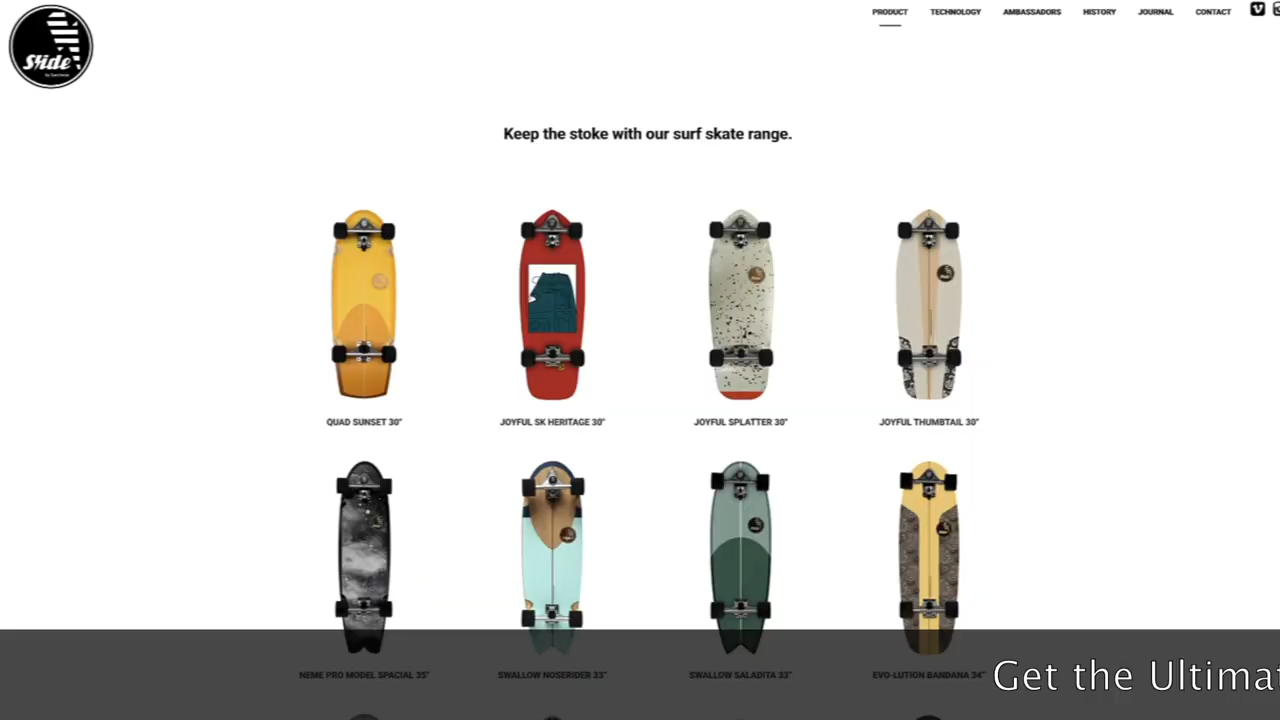 PRODUCT TECHNOLOGY AMBASSADORS HISTORY JOURNAL CONTACT
Slide
Keep the stoke with our surf skate range.
QUAD SUNSET 30" JOYFUL SK HERITAGE 30" JOYFUL SPLATTER 30" JOYFUL THUMBTAIL 30"
NEME PRO MODEL SPACIAL 35" SWALLOW NOSERIDER 33" SWALLOW SALADITA 33" EVO-LUTION BANDANA 34"
Get the Ultimat